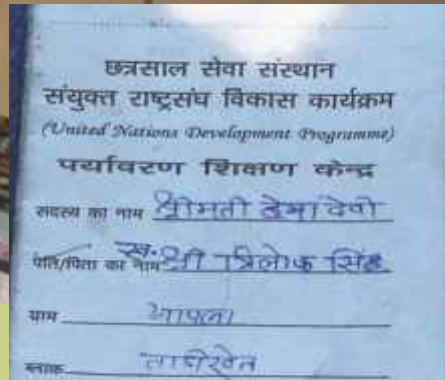 छत्रसाल सेवा संस्थान
संयुक्त राष्ट्रसंघ विकास कार्यक्रम
(United Nations Development Programme)
पर्यावरण शिक्षण केन्द्र
सदस्य का नाम श्रीमती हेमा देवी
पति/पिता का नाम स्व. श्री त्रिलोक सिंह
ग्राम
ब्लाक ताड़ीखेत